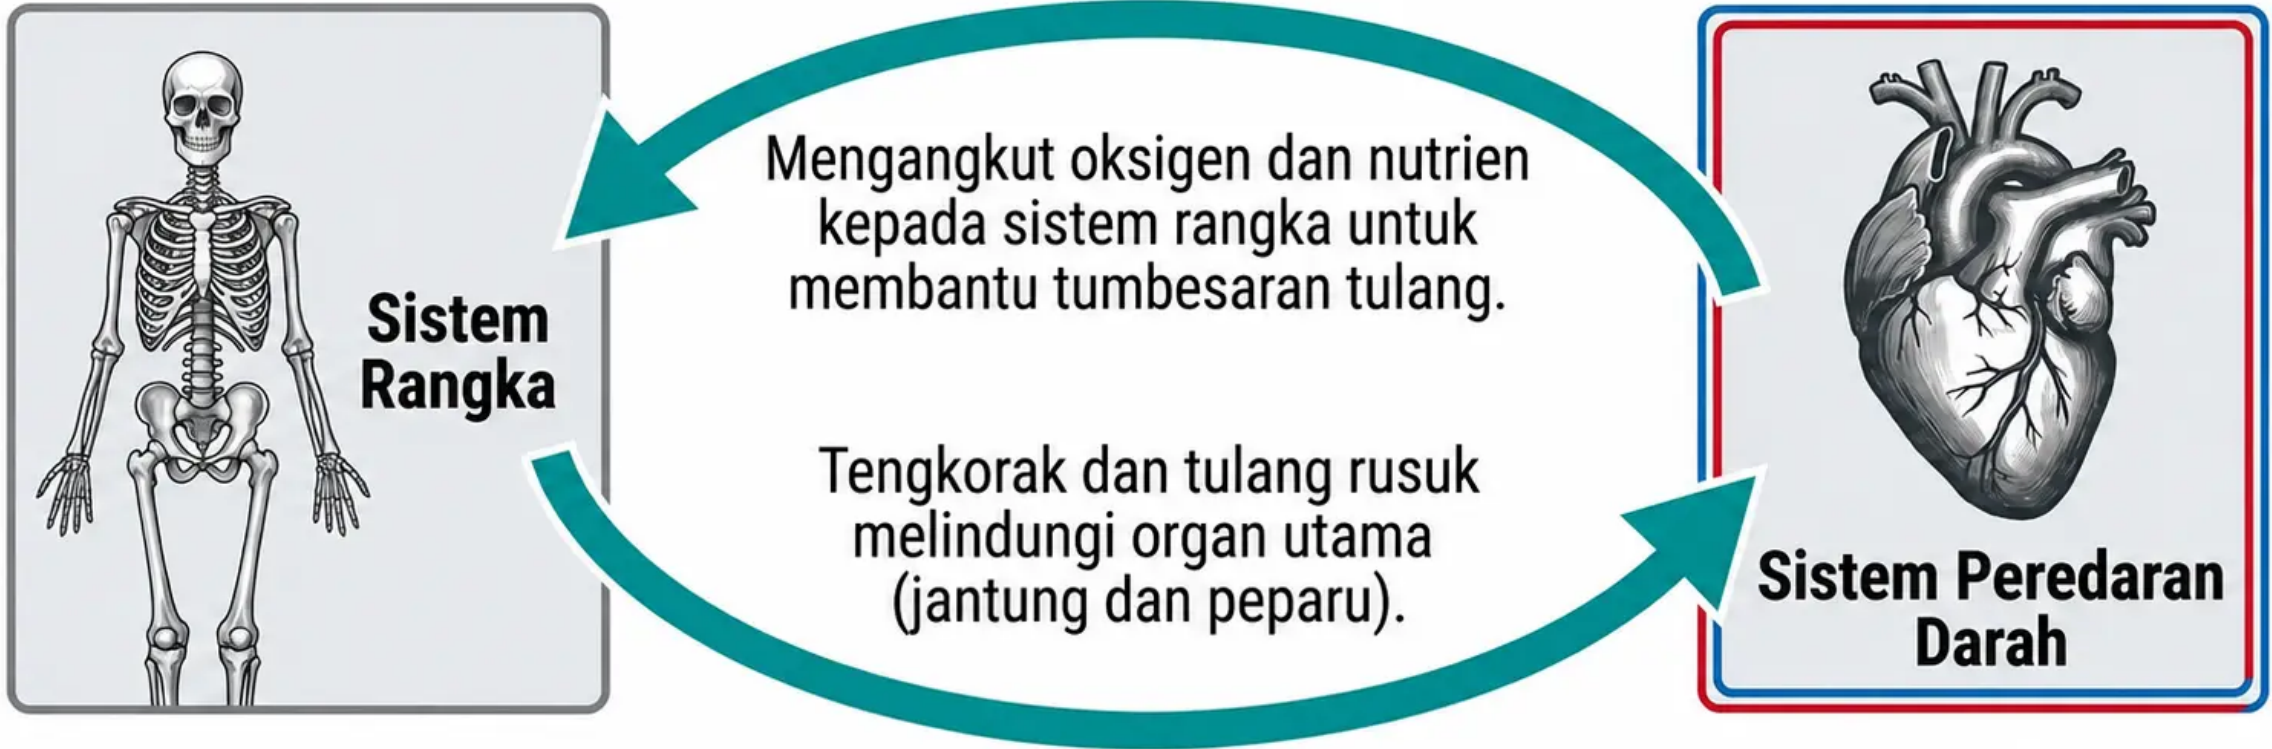 Sistem
Rangka
Mengangkut oksigen dan nutrien
kepada sistem rangka untuk
membantu tumbesaran tulang.
Tengkorak dan tulang rusuk
melindungi organ utama
(jantung dan peparu).
Sistem Peredaran
Darah